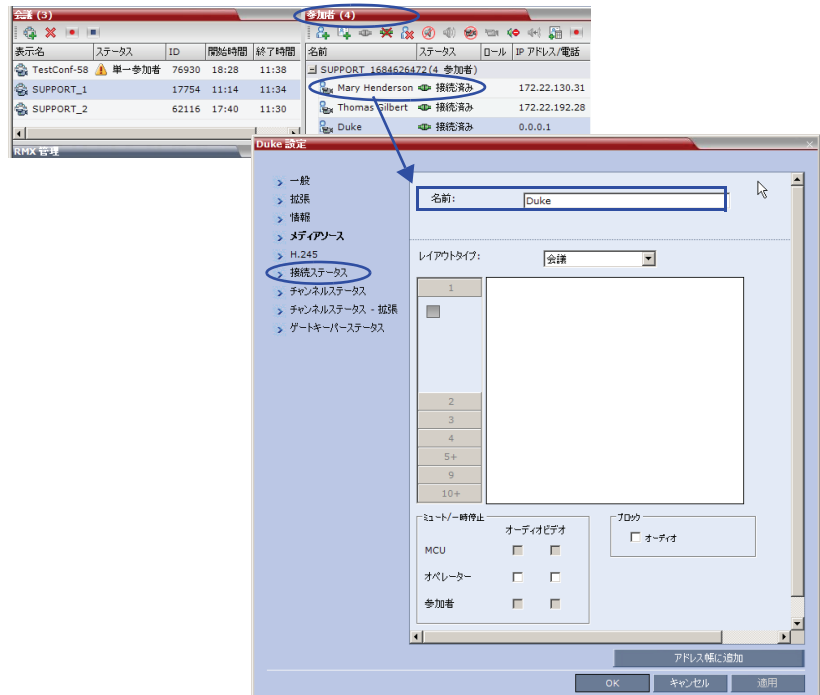 会議 (3)
表示名 ステータス ID 開始時間 終了時間
TestConf-58 単一参加者 76930 18:28 11:38
SUPPORT_1 17754 11:14 11:34
SUPPORT_2 62116 17:40 11:30
RMX 管理
参加者 (4)
名前 ステータス ロール IP アドレス/電話
SUPPORT_1684626472 (4 参加者)
Mary Henderson 接続済み 172.22.130.31
Thomas Gilbert 接続済み 172.22.192.28
Duke 接続済み 0.0.0.1
Duke 設定
一般
拡張
情報
メディアソース
H.245
接続ステータス
チャンネルステータス
チャンネルステータス - 拡張
ゲートキーパーステータス
名前: Duke
レイアウトタイプ: 会議
1
2
3
4
5+
9
10+
ミュート/一時停止
オーディオ ビデオ
MCU
オペレーター
参加者
ブロック
オーディオ
アドレス帳に追加
OK キャンセル 適用